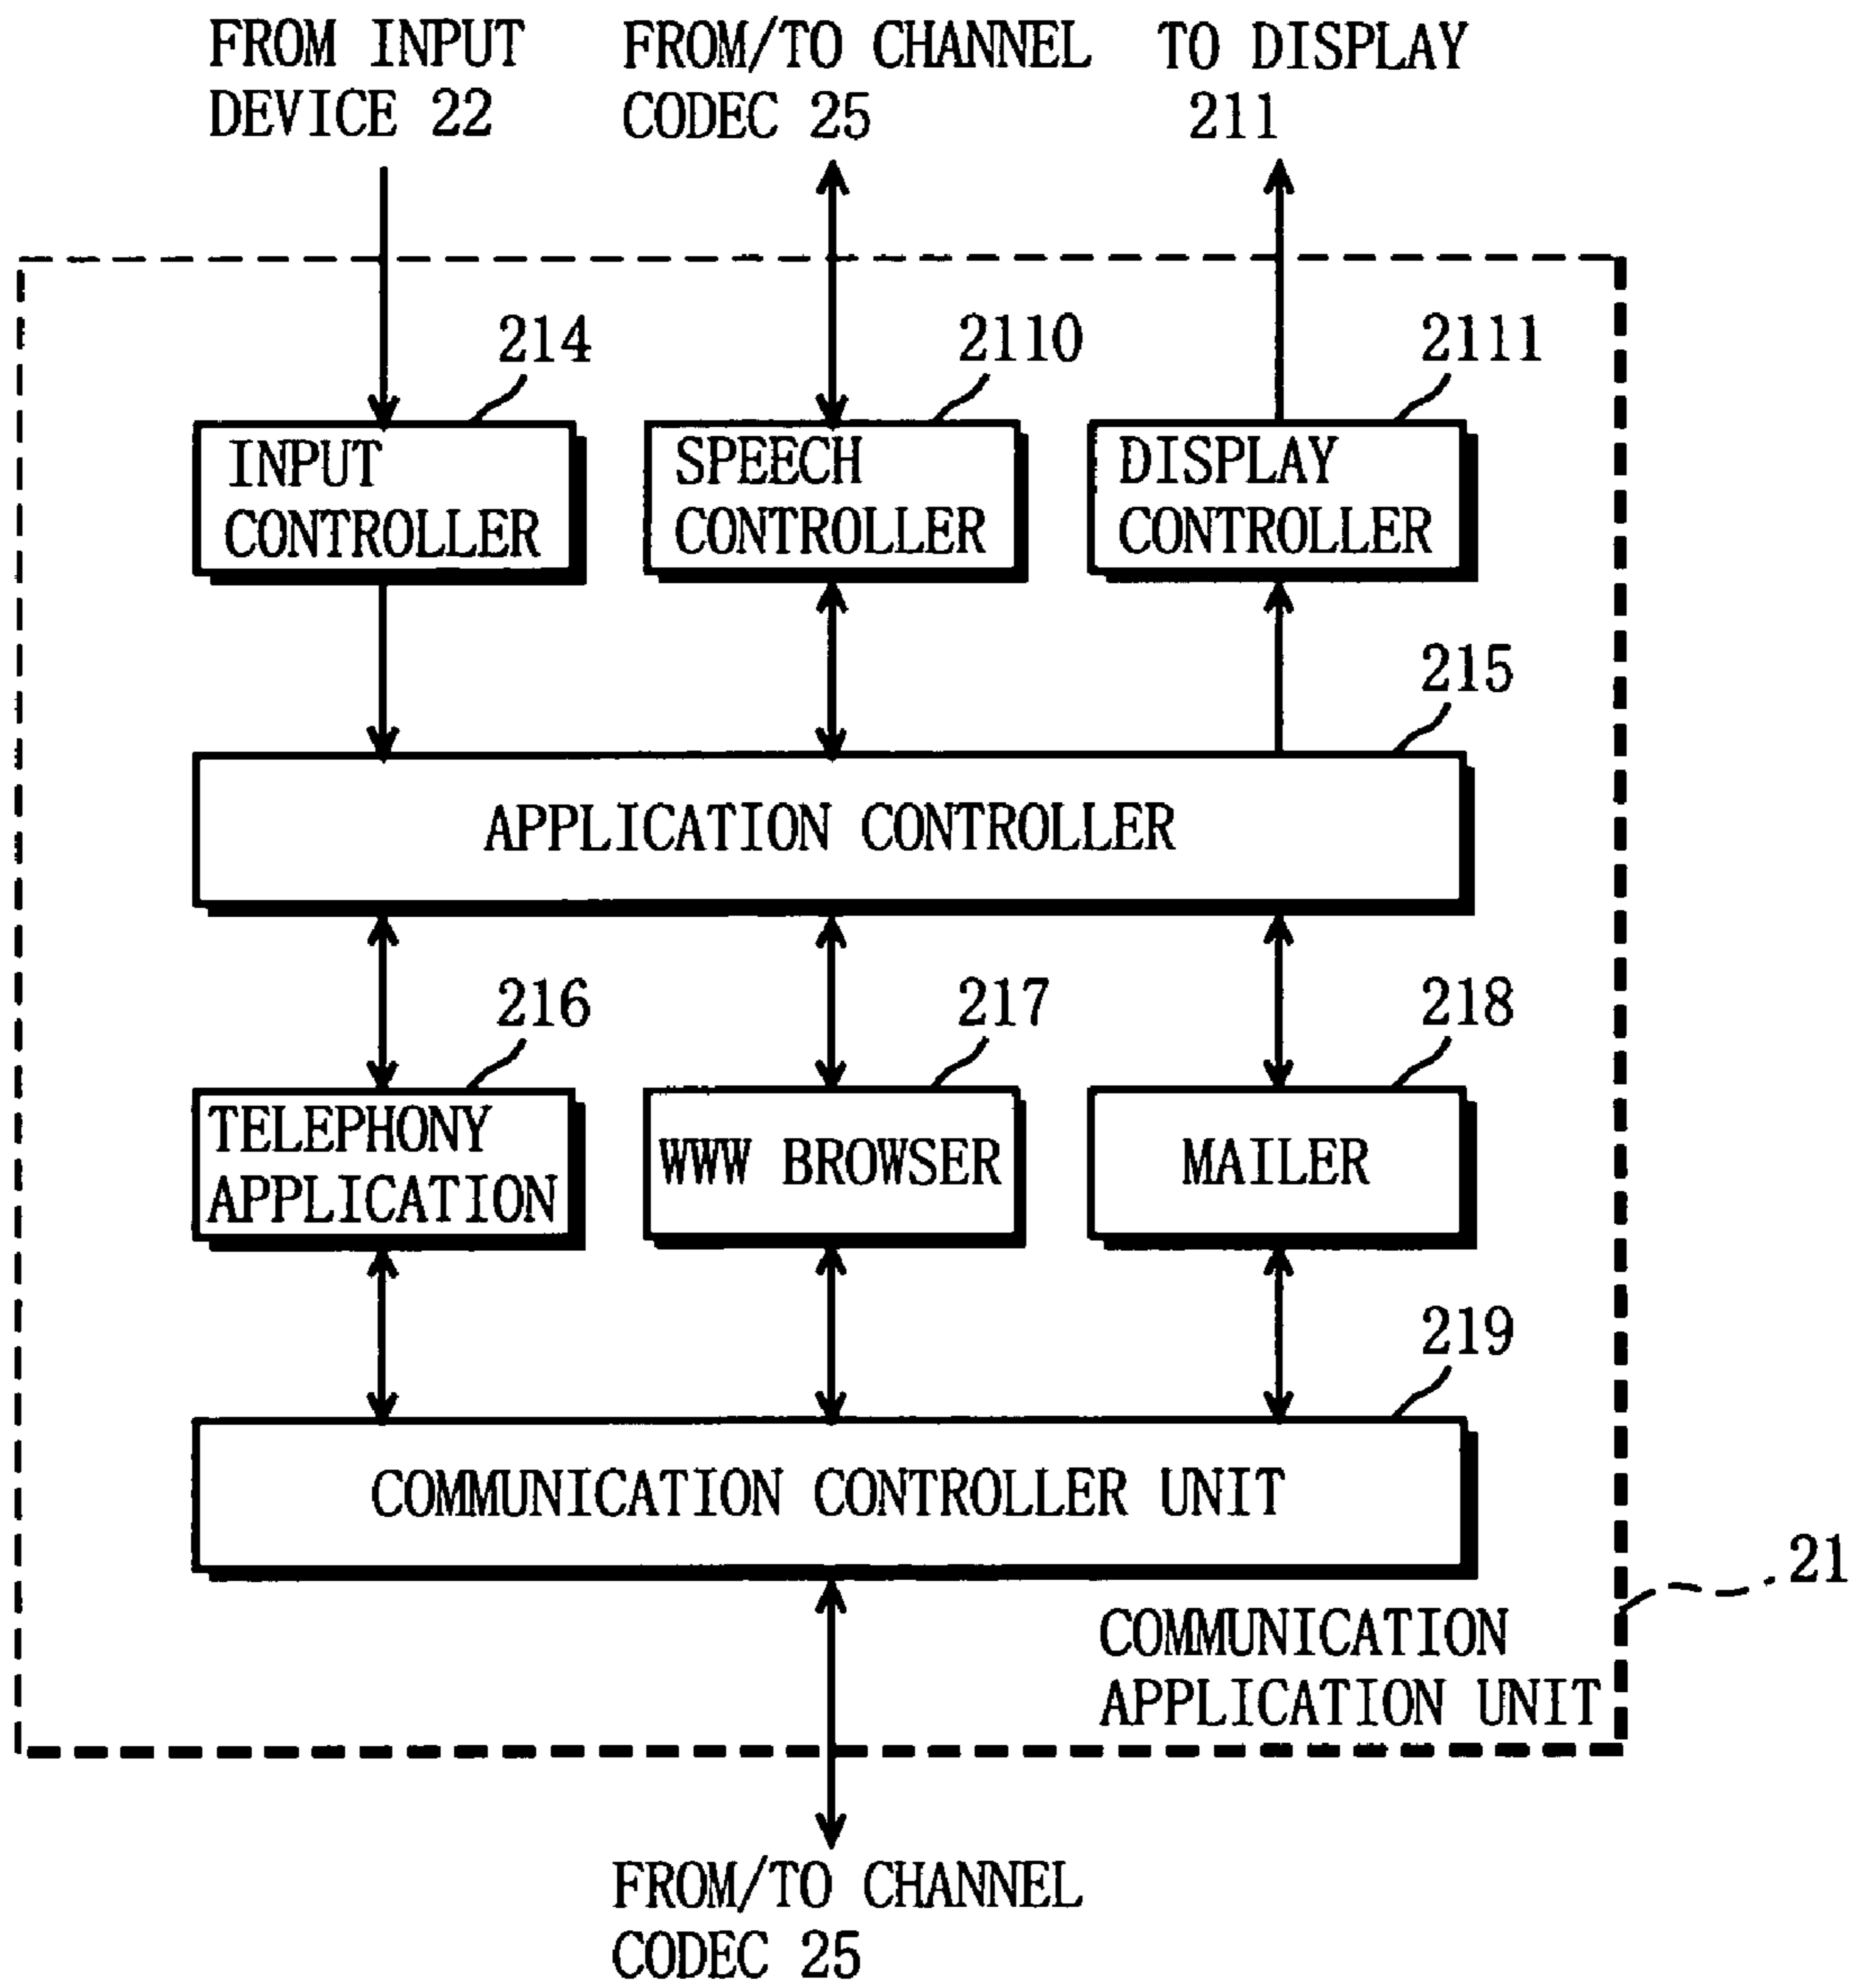 FROM INPUT
DEVICE 22
FROM/TO CHANNEL
CODEC 25
TO DISPLAY
211
214
2110
2111
INPUT
CONTROLLER
SPEECH
CONTROLLER
DISPLAY
CONTROLLER
215
APPLICATION CONTROLLER
216
217
218
TELEPHONY
APPLICATION
WWW BROWSER
MAILER
219
COMMUNICATION CONTROLLER UNIT
21
COMMUNICATION
APPLICATION UNIT
FROM/TO CHANNEL
CODEC 25